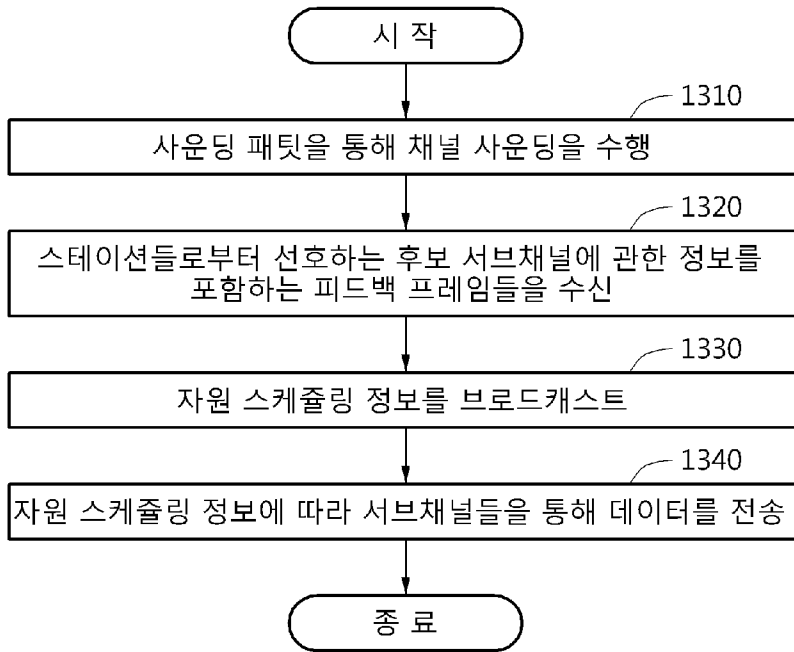 시 작
1310
사운딩 패팃을 통해 채널 사운딩을 수행
1320
스테이션들로부터 선호하는 후보 서브채널에 관한 정보를
포함하는 피드백 프레임들을 수신
1330
자원 스케쥴링 정보를 브로드캐스트
1340
자원 스케쥴링 정보에 따라 서브채널들을 통해 데이터를 전송
종 료